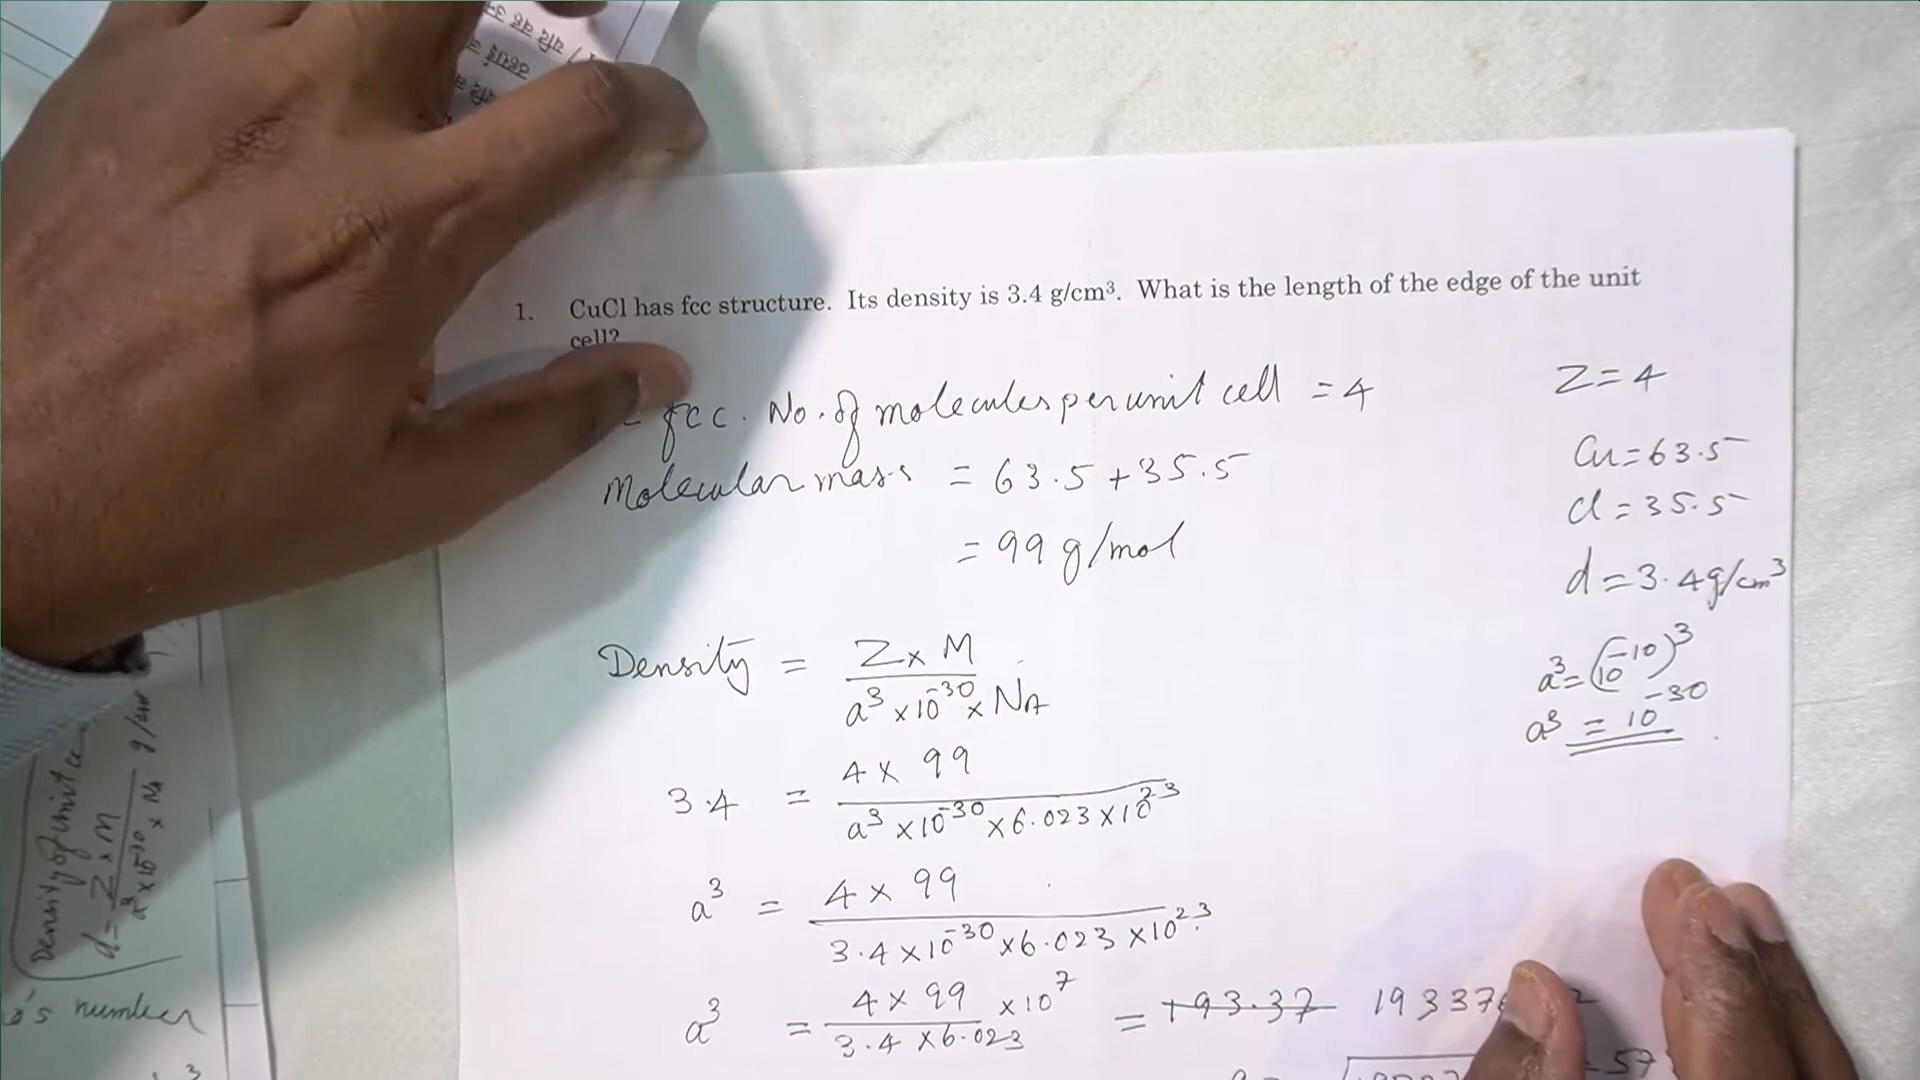 यदि वह
1. CuCl has fcc structure. Its density is 3.4 g/cm³. What is the length of the edge of the unit
cell?
fcc. No. of molecules per unit cell = 4
Molecular mass = 63.5 + 35.5
= 99 g/mol
Density = Z × M / a³ × 10⁻³⁰ × NA
3.4 = 4 × 99 / a³ × 10⁻³⁰ × 6.023 × 10²³
a³ = 4 × 99 / 3.4 × 10⁻³⁰ × 6.023 × 10²³
a³ = 4 × 99 / 3.4 × 6.023 × 10⁷ = 193.37 19337
Z = 4
Cu = 63.5
Cl = 35.5
d = 3.4 g/cm³
a³ = (10⁻¹⁰)³
a³ = 10⁻³⁰
Density of unit
d = Z × M / a³ × 10⁻³⁰ × NA g/cm
's number